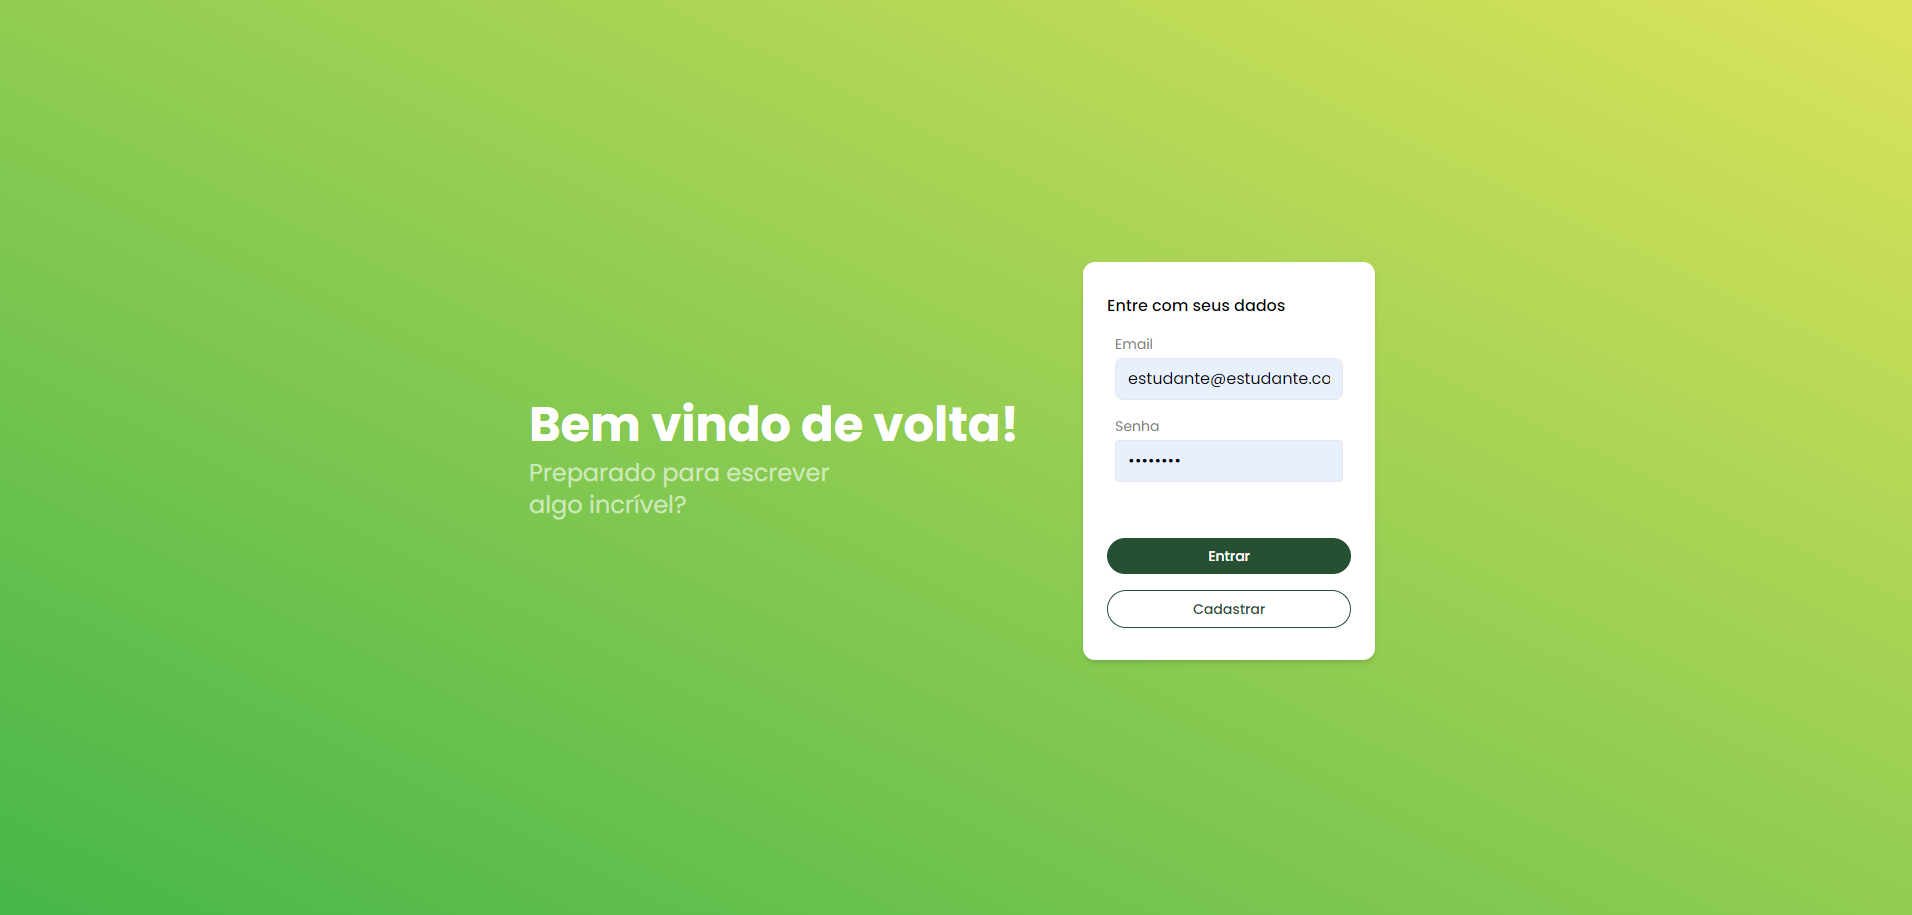 Bem vindo de volta!
Preparado para escrever
algo incrível?
Entre com seus dados
Email
estudante@estudante.co
Senha
••••••••
Entrar
Cadastrar